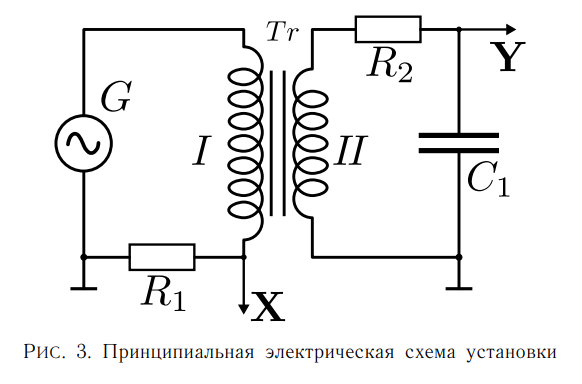 Tr
R2
Y
G
I
II
C1
R1
X
Рис. 3. Принципиальная электрическая схема установки